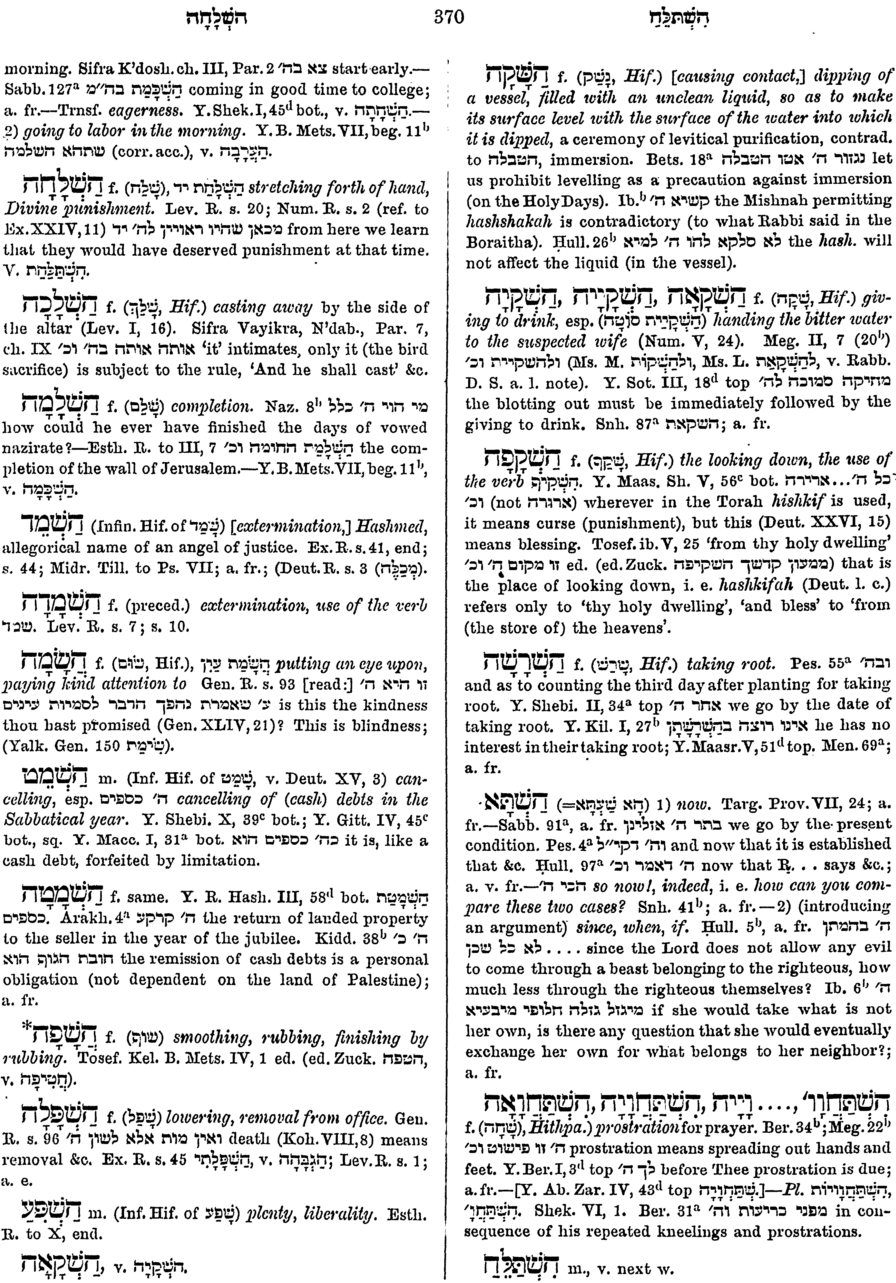 השְׁלָחָה 370 הִשְׁתַּלֵּחַ
morning. Sifra K'dosh. ch. III, Par. 2 צא בה׳ start early.—
Sabb. 127ᵃ הַשְׁכָּמַת בה״מ coming in good time to college;
a. fr.—Trnsf. eagerness. Y. Shek. I, 45ᵈ bot., v. .—
2) going to labor in the morning. Y. B. Mets. VII, beg. 11ᵇ
שתהא השלמה (corr. acc.), v. הַעֲרָבָה.
הַשְׁלָחָה f. (שָׁלַח), הַשְׁלָחַת יד stretching forth of hand,
Divine punishment. Lev. R. s. 20; Num. R. s. 2 (ref. to
Ex. XXIV, 11) מכאן שהיו ראויין לה׳ יד from here we learn
that they would have deserved punishment at that time.
V. הִשְׁתַּלְּחַת.
הַשְׁלָכָה f. (שָׁלַךְ, Hif.) casting away by the side of
the altar (Lev. I, 16). Sifra Vayikra, N'dab., Par. 7,
ch. IX אותה אותה בה׳ וכ׳ 'it' intimates, only it (the bird
sacrifice) is subject to the rule, 'And he shall cast' &c.
הַשְׁלָמָה f. (שָׁלֵם) completion. Naz. 8ᵇ מי הוי ה׳ כלל
how could he ever have finished the days of vowed
nazirate?—Esth. R. to III, 7 הַשְׁלָמַת החומה וכ׳ the com-
pletion of the wall of Jerusalem.—Y. B. Mets. VII, beg. 11ᵇ,
v. הַשְׁכָּמָה.
הַשְׁמֵד (Infin. Hif. of שָׁמַד) [extermination,] Hashmed,
allegorical name of an angel of justice. Ex. R. s. 41, end;
s. 44; Midr. Till. to Ps. VII; a. fr.; (Deut. R. s. 3 מְכַלֶּה).
הַשְׁמָדָה f. (preced.) extermination, use of the verb
שמד. Lev. R. s. 7; s. 10.
הַשָּׂמָה f. (שׂוּם, Hif.), הַשָּׂמַת עַיִן putting an eye upon,
paying kind attention to Gen. R. s. 93 [read:] זו היא ה׳
ע׳ שאמרת נהפך הדבר לסמיות עינים is this the kindness
thou hast promised (Gen. XLIV, 21)? This is blindness;
(Yalk. Gen. 150 שִׂימַת).
הַשְׁמֵט m. (Inf. Hif. of שָׁמַט, v. Deut. XV, 3) can-
celling, esp. ה׳ כספים cancelling of (cash) debts in the
Sabbatical year. Y. Shebi. X, 39ᶜ bot.; Y. Gitt. IV, 45ᶜ
bot., sq. Y. Macc. I, 31ᵃ bot. כה׳ כספים הוא it is, like a
cash debt, forfeited by limitation.
הַשְׁמָטָה f. same. Y. R. Hash. III, 58ᵈ bot. הַשְׁמָטַת
כספים. Arakh. 4ᵃ ה׳ קרקע the return of landed property
to the seller in the year of the jubilee. Kidd. 38ᵇ ה׳ כ׳
חובת הגוף הוא the remission of cash debts is a personal
obligation (not dependent on the land of Palestine);
a. fr.
*הַשָּׁפָה f. (שׁוּף) smoothing, rubbing, finishing by
rubbing. Tosef. Kel. B. Mets. IV, 1 ed. (ed. Zuck. השפה,
v. חֲטִיפָה).
הַשְׁפָּלָה f. (שָׁפֵל) lowering, removal from office. Gen.
R. s. 96 ואין מות אלא לשון ה׳ death (Koh. VIII, 8) means
removal &c. Ex. R. s. 45 הַשְׁפָּלָתִי, v. הַגְבָּהָה; Lev. R. s. 1;
a. e.
הַשְׁפֵּעַ m. (Inf. Hif. of שָׁפַע) plenty, liberality. Esth.
R. to X, end.
הַשְׁקָאָה, v. הַשְׁקָיָה.
הַשָּׁקָה f. (נָשַׁק, Hif.) [causing contact,] dipping of
a vessel, filled with an unclean liquid, so as to make
its surface level with the surface of the water into which
it is dipped, a ceremony of levitical purification, contrad.
to הטבלה, immersion. Bets. 18ᵃ נגזור ה׳ אטו הטבלה let
us prohibit levelling as a precaution against immersion
(on the Holy Days). Ib.ᵇ קשיא ה׳ the Mishnah permitting
hashshakah is contradictory (to what Rabbi said in the
Boraitha). Ḥull. 26ᵇ לא סלקא להו ה׳ למיא the hash. will
not affect the liquid (in the vessel).
הַשְׁקָאָה, הַשְׁקָיָיה, הַשְׁקָיָה f. (שָׁקָה, Hif.) giv-
ing to drink, esp. (הַשְׁקָיַית סוֹטָה) handing the bitter water
to the suspected wife (Num. V, 24). Meg. II, 7 (20ᵇ)
ולהשקיית וכ׳ (Ms. M. ולהַשְׁקוֹת, Ms. L. לְהַשְׁקָאַת, v. Rabb.
D. S. a. l. note). Y. Sot. III, 18ᵈ top מחיקה סמוכה לה׳
the blotting out must be immediately followed by the
giving to drink. Snh. 87ᵃ השקאת; a. fr.
הַשְׁקָפָה f. (שָׁקַף, Hif.) the looking down, the use of
the verb הִשְׁקִיף. Y. Maas. Sh. V, 56ᶜ bot. כל ה׳...ארירה
וכ׳ (not ארורה) wherever in the Torah hishkif is used,
it means curse (punishment), but this (Deut. XXVI, 15)
means blessing. Tosef. ib. V, 25 'from thy holy dwelling'
זו מקום ה׳ וכ׳ ed. (ed. Zuck. ממעון קדשך השקיפה) that is
the place of looking down, i. e. hashkifah (Deut. l. c.)
refers only to 'thy holy dwelling', 'and bless' to 'from
(the store of) the heavens'.
הַשְׁרָשָׁה f. (שָׁרַשׁ, Hif.) taking root. Pes. 55ᵃ ובה׳
and as to counting the third day after planting for taking
root. Y. Shebi. II, 34ᵃ top אחר ה׳ we go by the date of
taking root. Y. Kil. I, 27ᵇ אינו רוצה בהַשְׁרָשָׁתָן he has no
interest in their taking root; Y. Maasr. V, 51ᵈ top. Men. 69ᵃ;
a. fr.
הַשְׁתָּא (=הָא שַׁעְתָּא) 1) now. Targ. Prov. VII, 24; a.
fr.—Sabb. 91ᵃ, a. fr. בתר ה׳ אזלינן we go by the present
condition. Pes. 4ᵃ וה׳ דקי״ל and now that it is established
that &c. Ḥull. 97ᵃ ה׳ דאמר וכ׳ now that R. . . says &c.;
a. v. fr.—ה׳ הכי so now!, indeed, i. e. how can you com-
pare these two cases? Snh. 41ᵇ; a. fr.—2) (introducing
an argument) since, when, if. Ḥull. 5ᵇ, a. fr. ה׳ בהמתן
לא כל שכן .... since the Lord does not allow any evil
to come through a beast belonging to the righteous, how
much less through the righteous themselves? Ib. 6ᵇ ה׳
מיגזל גזלה חלופי מיבעיא if she would take what is not
her own, is there any question that she would eventually
exchange her own for what belongs to her neighbor?;
a. fr.
הִשְׁתַּחֲוָי׳, ....וָיָיה, הִשְׁתַּחֲוָיָה, הִשְׁתַּחֲוָאָה
f. (שָׁחָה, Hithpa.) prostration for prayer. Ber. 34ᵇ; Meg. 22ᵇ
ה׳ זו פישוט וכ׳ prostration means spreading out hands and
feet. Y. Ber. I, 3ᵈ top לך ה׳ before Thee prostration is due;
a. fr.—[Y. Ab. Zar. IV, 43ᵈ top הִשְׁתַּחֲוָיָה.]—Pl. הִשְׁתַּחֲוָיוֹת,
הִשְׁתַּחֲוָ׳. Shek. VI, 1. Ber. 31ᵃ מפני כריעות וה׳ in con-
sequence of his repeated kneelings and prostrations.
הִשְׁתַּלֵּחַ m., v. next w.